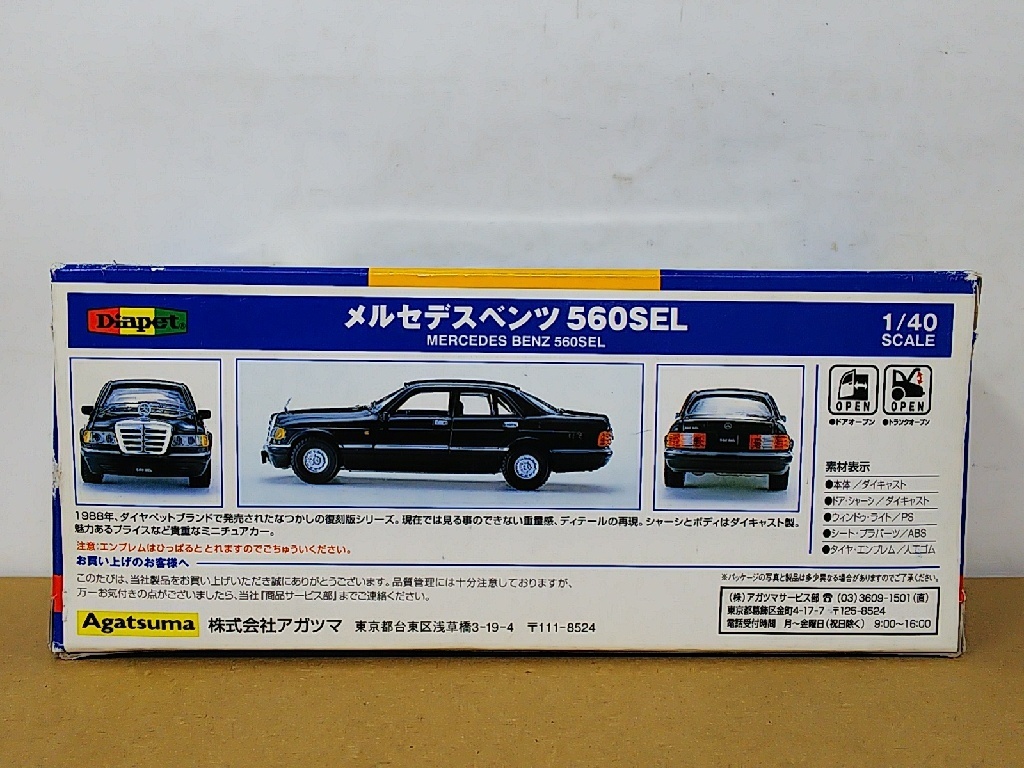 Diapet
メルセデスベンツ 560SEL
MERCEDES BENZ 560SEL
1/40
SCALE
OPEN
OPEN
●ドアオープン ●トランクオープン
素材表示
●本体／ダイキャスト
●ドア・シャーシ／ダイキャスト
●ウィンドゥ・ライト／PS
●シート・プラパーツ／ABS
●タイヤ・エンブレム／人工ゴム
1988年、ダイヤペットブランドで発売されたなつかしの復刻版シリーズ。現在では見る事のできない重量感、ディテールの再現。シャーシとボディはダイキャスト製。
魅力あるプライスなど貴重なミニチュアカー。
注意:エンブレムはひっぱるととれますのでごちゅういください。
お買い上げのお客様へ
このたびは、当社製品をお買い上げいただき誠にありがとうございます。品質管理には十分注意しておりますが、
万一お気付きの点がございましたら、当社「商品サービス部」までご連絡ください。
※パッケージの写真と製品は多少異なる場合がありますのでご了承ください。
(株)アガツマサービス部 ☎ (03)3609-1501(直)
東京都葛飾区金町4-17-7 〒125-8524
電話受付時間 月〜金曜日(祝日除く) 9:00〜16:00
Agatsuma 株式会社アガツマ 東京都台東区浅草橋3-19-4 〒111-8524